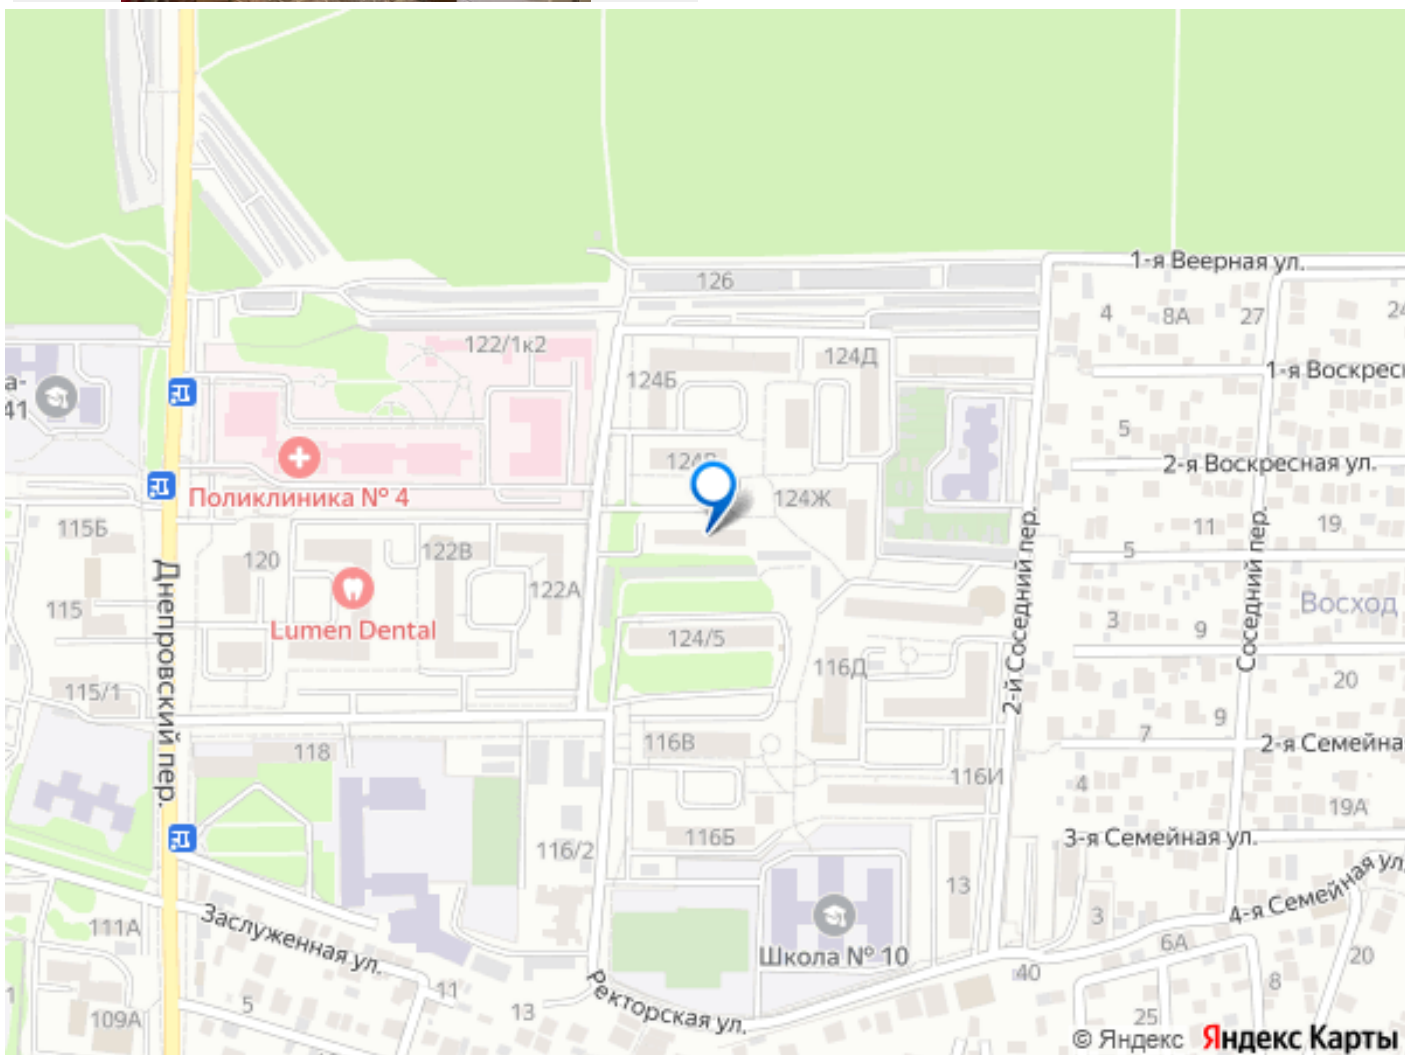 1-я Веерная ул.
126
4
8А
27
122/1к2
124Б
124Д
41
5
2-я Воскресная ул.
Поликлиника № 4
124Ж
115Б
120
122В
122А
11
19
5
Днепровский пер.
2-й Соседний пер.
Соседний пер.
Восход
115
Lumen Dental
124/5
3
9
115/1
116Д
20
118
116В
9
7
2-я Семейна
116И
4
19А
116/2
116Б
3-я Семейная ул.
13
4-я Семейная ул.
111А
Заслуженная ул.
3
Школа № 10
6А
20
40
8
11
5
13
Ректорская ул.
109А
25
© Яндекс Яндекс Карты